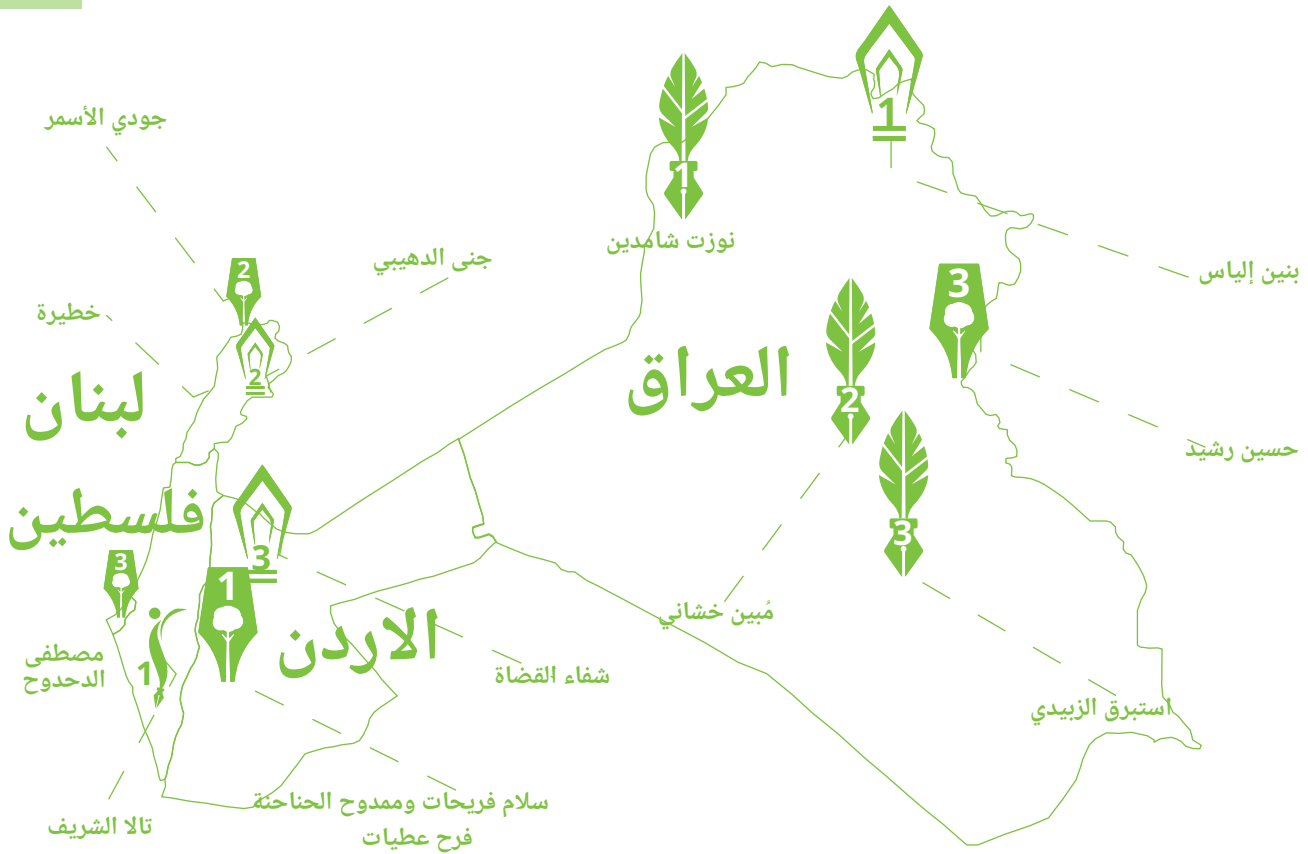 1
1
جودي الأسمر
نوزت شامدين
جنى الدهيبي
2
بنين إلياس
3
خطيرة
2
لبنان
العراق
2
حسين رشيد
فلسطين
3
3
3
1
الاردن
مُبين خشاني
مصطفى
الدحدوح
1
شفاء القضاة
استبرق الزبيدي
سلام فريحات وممدوح الحناحنة
فرح عطيات
تالا الشريف